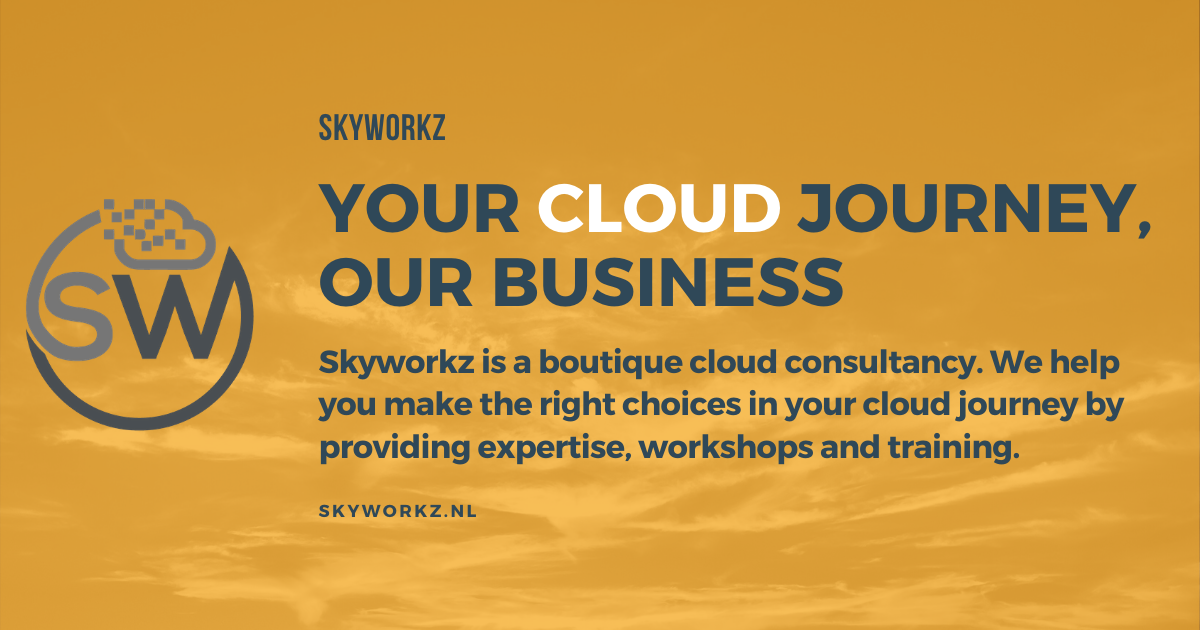 SW
SKYWORKZ
YOUR CLOUD JOURNEY,
OUR BUSINESS
Skyworkz is a boutique cloud consultancy. We help
you make the right choices in your cloud journey by
providing expertise, workshops and training.
SKYWORKZ.NL